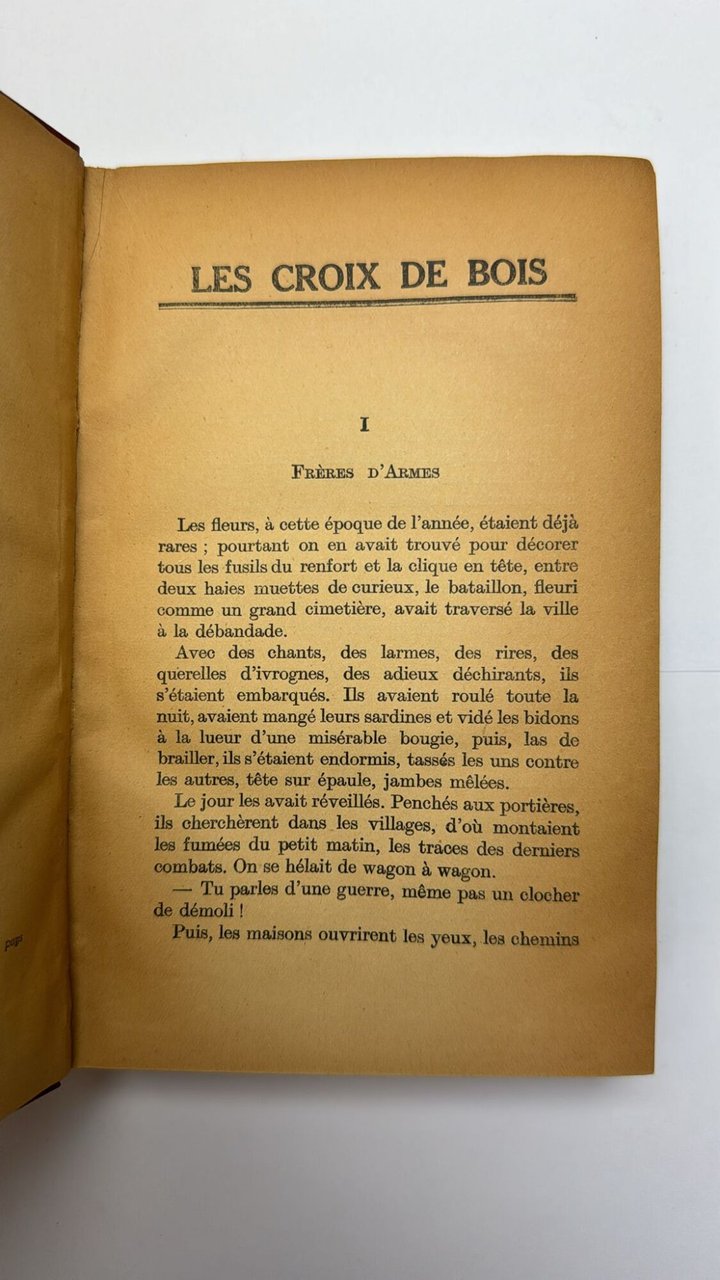 LES CROIX DE BOIS
I
FRÈRES D'ARMES
Les fleurs, à cette époque de l'année, étaient déjà
rares ; pourtant on en avait trouvé pour décorer
tous les fusils du renfort et la clique en tête, entre
deux haies muettes de curieux, le bataillon, fleuri
comme un grand cimetière, avait traversé la ville
à la débandade.
Avec des chants, des larmes, des rires, des
querelles d'ivrognes, des adieux déchirants, ils
s'étaient embarqués. Ils avaient roulé toute la
nuit, avaient mangé leurs sardines et vidé les bidons
à la lueur d'une misérable bougie, puis, las de
brailler, ils s'étaient endormis, tassés les uns contre
les autres, tête sur épaule, jambes mêlées.
Le jour les avait réveillés. Penchés aux portières,
ils cherchèrent dans les villages, d'où montaient
les fumées du petit matin, les traces des derniers
combats. On se hélait de wagon à wagon.
— Tu parles d'une guerre, même pas un clocher
de démoli !
Puis, les maisons ouvrirent les yeux, les chemins